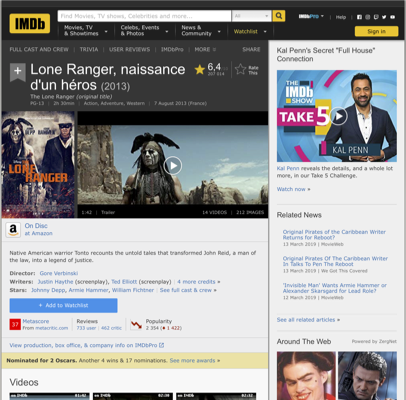 IMDb
Find Movies, TV shows, Celebrities and more...
All
IMDbPro
Help
Movies, TV
& Showtimes
Celebs, Events
& Photos
News &
Community
Watchlist
Sign in
FULL CAST AND CREW | TRIVIA | USER REVIEWS | IMDbPro | MORE
SHARE
Lone Ranger, naissance
d'un héros (2013)
The Lone Ranger (original title)
PG-13 | 2h 30min | Action, Adventure, Western | 7 August 2013 (France)
6,4
Rate
This
LONE
RANGER
1:42 | Trailer
14 VIDEOS | 212 IMAGES
On Disc
at Amazon
Native American warrior Tonto recounts the untold tales that transformed John Reid, a man of
the law, into a legend of justice.
Director: Gore Verbinski
Writers: Justin Haythe (screenplay), Ted Elliott (screenplay) | 4 more credits »
Stars: Johnny Depp, Armie Hammer, William Fichtner | See full cast & crew »
+ Add to Watchlist
37
Metascore
From metacritic.com
Reviews
733 user | 462 critic
Popularity
2 354 (1 422)
View production, box office, & company info on IMDbPro
Nominated for 2 Oscars. Another 4 wins & 17 nominations. See more awards »
Videos
Kal Penn's Secret "Full House"
Connection
THE
IMDb
SHOW
TAKE 5
KAL PENN
Kal Penn reveals the details, and a whole lot
more, in our Take 5 Challenge.
Watch now »
Related News
Original Pirates of the Caribbean Writer
Returns for Reboot?
13 March 2019 | MovieWeb
Original Pirates Of The Caribbean Writer
In Talks To Pen The Reboot
13 March 2019 | We Got This Covered
'Invisible Man' Wants Armie Hammer or
Alexander Skarsgard for Lead Role?
12 March 2019 | MovieWeb
See all related articles »
Around The Web
Powered by ZergNet